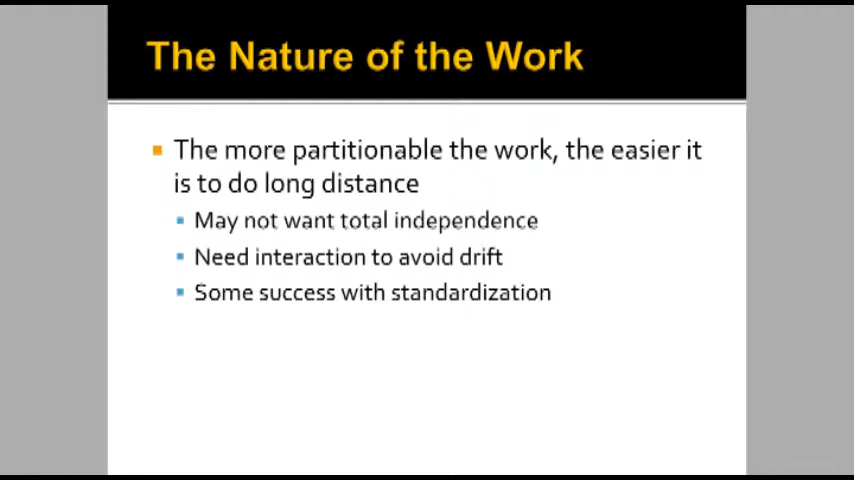 The Nature of the Work
The more partitionable the work, the easier it
is to do long distance
May not want total independence
Need interaction to avoid drift
Some success with standardization